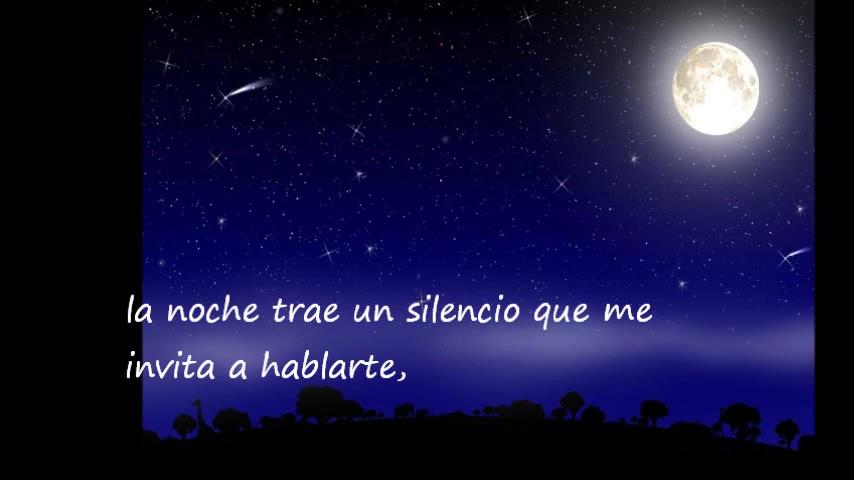 la noche trae un silencio que me
invita a hablarte,